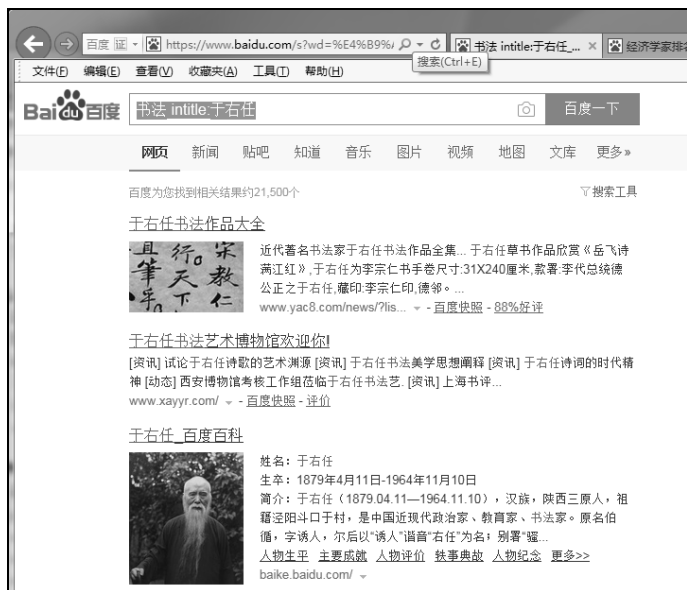 百度 证 https://www.baidu.com/s?wd=%E4%B9%% 书法 intitle:于右任_... × 经济学家排名
搜索(Ctrl+E)
文件(F) 编辑(E) 查看(V) 收藏夹(A) 工具(T) 帮助(H)
Bai du 百度 书法 intitle:于右任 百度一下
网页 新闻 贴吧 知道 音乐 图片 视频 地图 文库 更多»
百度为您找到相关结果约21,500个 搜索工具
于右任书法作品大全
近代著名书法家于右任书法作品全集... 于右任草书作品欣赏《岳飞诗
满江红》,于右任为李宗仁书手卷尺寸:31X240厘米,款署:李代总统德
公正之于右任,藏印:李宗仁印,德邻。...
www.yac8.com/news/?lis... - 百度快照 - 88%好评
宋教仁
行天下
且笔乎
于右任书法艺术博物馆欢迎你!
[资讯] 试论于右任诗歌的艺术渊源 [资讯] 于右任书法美学思想阐释 [资讯] 于右任诗词的时代精
神 [动态] 西安博物馆考核工作组莅临于右任书法艺. [资讯] 上海书评...
www.xayyr.com/ - 百度快照 - 评价
于右任_百度百科
姓名：于右任
生卒：1879年4月11日-1964年11月10日
简介：于右任（1879.04.11—1964.11.10），汉族，陕西三原人，祖
籍泾阳斗口于村，是中国近现代政治家、教育家、书法家。原名伯
循，字诱人，尔后以“诱人”谐音“右任”为名；别署“骚...
人物生平 主要成就 人物评价 轶事典故 人物纪念 更多>>
baike.baidu.com/